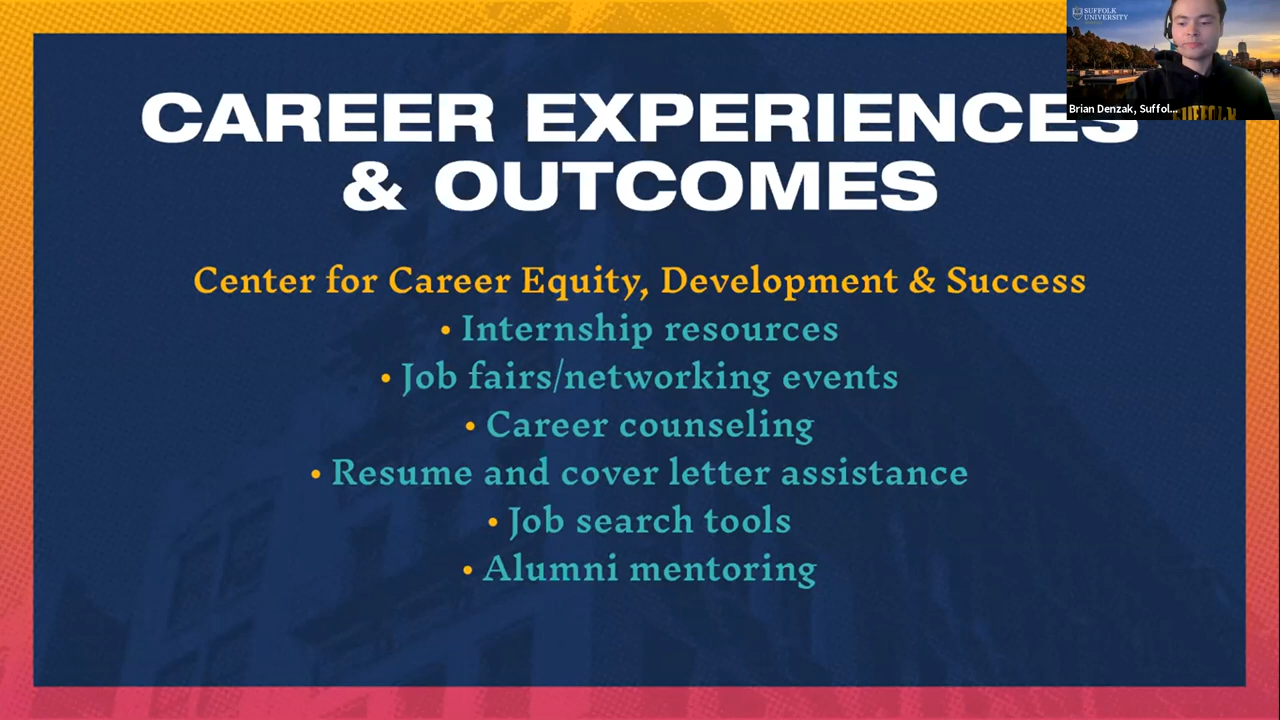 SUFFOLK
UNIVERSITY
Brian Denzak, Suffol...
CAREER EXPERIENCES
& OUTCOMES
Center for Career Equity, Development & Success
• Internship resources
• Job fairs/networking events
• Career counseling
• Resume and cover letter assistance
• Job search tools
• Alumni mentoring